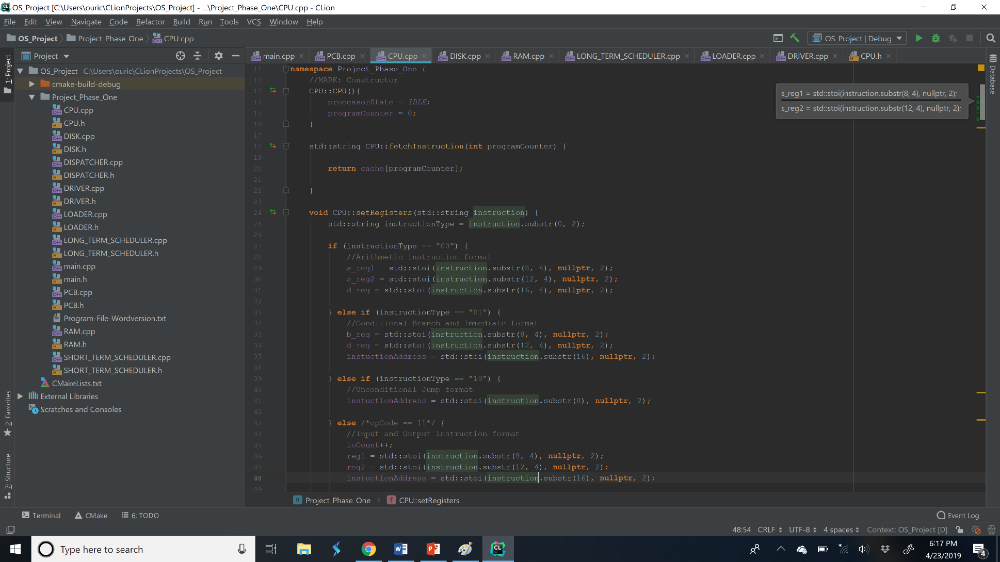 OS_Project [C:\Users\ouric\CLionProjects\OS_Project] - ...\Project_Phase_One\CPU.cpp - CLion
File Edit View Navigate Code Refactor Build Run Tools VCS Window Help
OS_Project Project_Phase_One CPU.cpp OS_Project | Debug
Project main.cpp PCB.cpp CPU.cpp DISK.cpp RAM.cpp LONG_TERM_SCHEDULER.cpp LOADER.cpp DRIVER.cpp CPU.h
1: Project
2: Favorites
7: Structure
Database
OS_Project C:\Users\ouric\CLionProjects\OS_Project
cmake-build-debug
Project_Phase_One
CPU.cpp
CPU.h
DISK.cpp
DISK.h
DISPATCHER.cpp
DISPATCHER.h
DRIVER.cpp
DRIVER.h
LOADER.cpp
LOADER.h
LONG_TERM_SCHEDULER.cpp
LONG_TERM_SCHEDULER.h
main.cpp
main.h
PCB.cpp
PCB.h
Program-File-Wordversion.txt
RAM.cpp
RAM.h
SHORT_TERM_SCHEDULER.cpp
SHORT_TERM_SCHEDULER.h
CMakeLists.txt
External Libraries
Scratches and Consoles
11 namespace Project_Phase_One {
12 //MARK: Constructor
13 CPU::CPU(){
14 processorState = IDLE;
15 programCounter = 0;
16 }
17
18 std::string CPU::fetchInstruction(int programCounter) {
19
20 return cache[programCounter];
21
22 }
23
24 void CPU::setRegisters(std::string instruction) {
25 std::string instructionType = instruction.substr(0, 2);
26
27 if (instructionType == "00") {
28 //Arithmetic instruction format
29 s_reg1 = std::stoi(instruction.substr(8, 4), nullptr, 2);
30 s_reg2 = std::stoi(instruction.substr(12, 4), nullptr, 2);
31 d_reg = std::stoi(instruction.substr(16, 4), nullptr, 2);
32
33 } else if (instructionType == "01") {
34 //Conditional Branch and Immediate format
35 b_reg = std::stoi(instruction.substr(8, 4), nullptr, 2);
36 d_reg = std::stoi(instruction.substr(12, 4), nullptr, 2);
37 instuctionAddress = std::stoi(instruction.substr(16), nullptr, 2);
38
39 } else if (instructionType == "10") {
40 //Unconditional Jump format
41 instuctionAddress = std::stoi(instruction.substr(8), nullptr, 2);
42
43 } else /*opCode == 11*/ {
44 //Input and Output instruction format
45 ioCount++;
46 reg1 = std::stoi(instruction.substr(8, 4), nullptr, 2);
47 reg2 = std::stoi(instruction.substr(12, 4), nullptr, 2);
48 instuctionAddress = std::stoi(instruction.substr(16), nullptr, 2);
49
s_reg1 = std::stoi(instruction.substr(8, 4), nullptr, 2);
s_reg2 = std::stoi(instruction.substr(12, 4), nullptr, 2);
Project_Phase_One CPU::setRegisters
Terminal CMake 6: TODO Event Log
48:54 CRLF UTF-8 4 spaces Context: OS_Project [D]
Type here to search
6:17 PM
4/23/2019
4